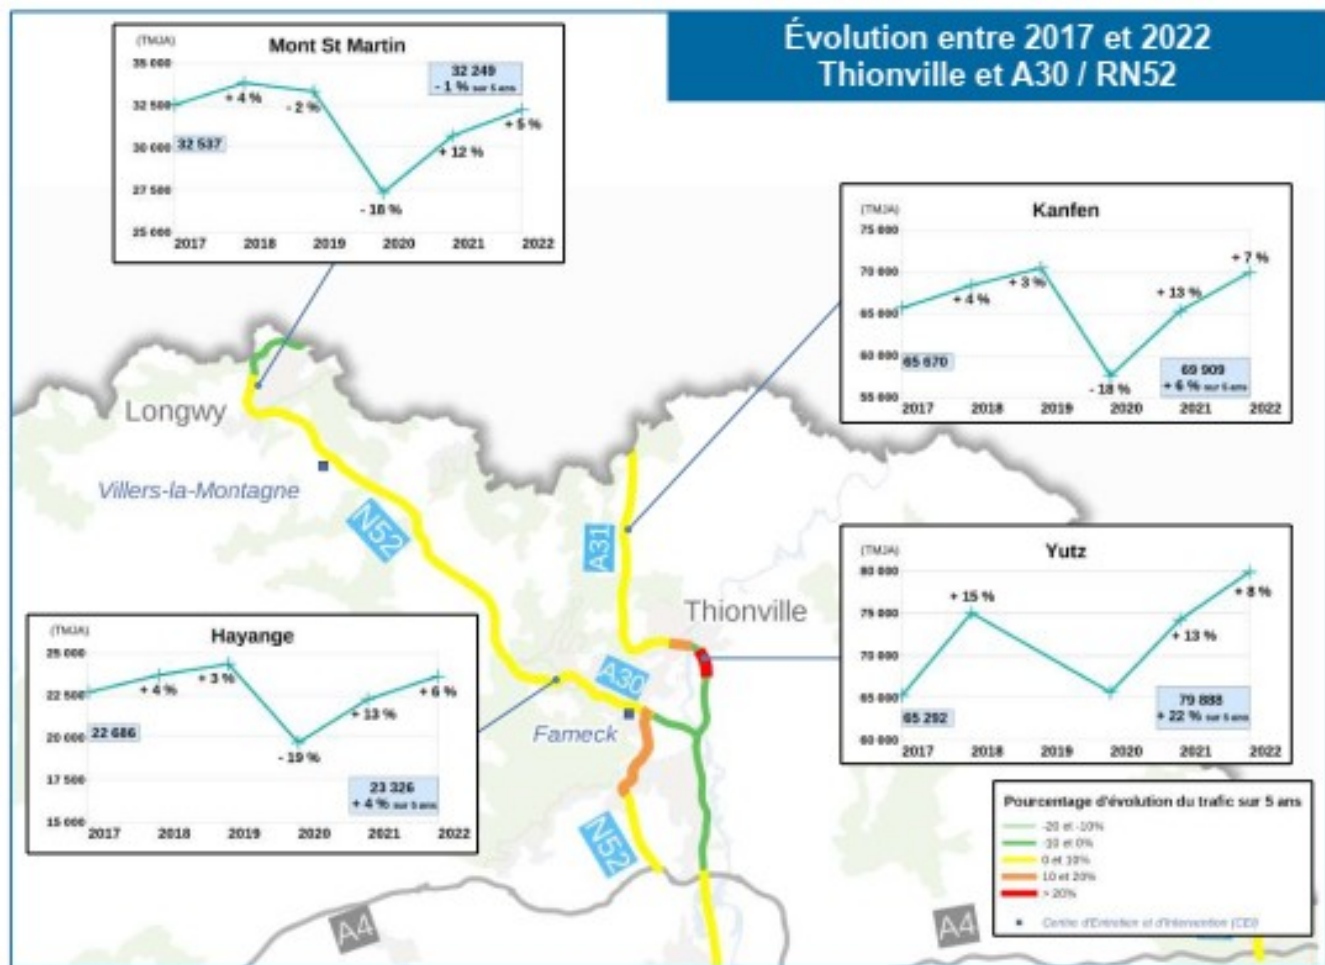 Évolution entre 2017 et 2022
Thionville et A30 / RN52
(TMJA)
Mont St Martin
35 000
32 500
30 000
27 500
25 000
32 537
+ 4 %
- 2 %
- 18 %
+ 12 %
+ 5 %
32 249
- 1 % sur 5 ans
2017 2018 2019 2020 2021 2022
(TMJA)
Kanfen
75 000
70 000
65 000
60 000
55 000
65 670
+ 4 %
+ 3 %
- 18 %
+ 13 %
+ 7 %
69 909
+ 6 % sur 5 ans
2017 2018 2019 2020 2021 2022
Longwy
Villers-la-Montagne
N52
A31
Thionville
A30
Fameck
N52
A4
A4
(TMJA)
Yutz
80 000
75 000
70 000
65 000
60 000
65 292
+ 15 %
+ 13 %
+ 8 %
79 888
+ 22 % sur 5 ans
2017 2018 2019 2020 2021 2022
(TMJA)
Hayange
25 000
22 500
20 000
17 500
15 000
22 686
+ 4 %
+ 3 %
- 19 %
+ 13 %
+ 6 %
23 326
+ 4 % sur 5 ans
2017 2018 2019 2020 2021 2022
Pourcentage d'évolution du trafic sur 5 ans
-20 et -10%
-10 et 0%
0 et 10%
10 et 20%
> 20%
Centre d'Entretien et d'Intervention (CEI)